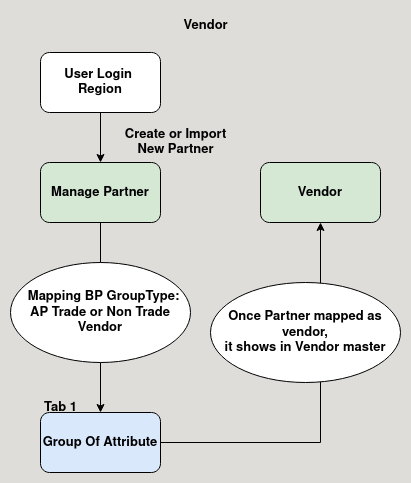 Vendor
User Login
Region
Create or Import
New Partner
Manage Partner
Vendor
Mapping BP GroupType:
AP Trade or Non Trade
Vendor
Once Partner mapped as
vendor,
it shows in Vendor master
Tab 1
Group Of Attribute